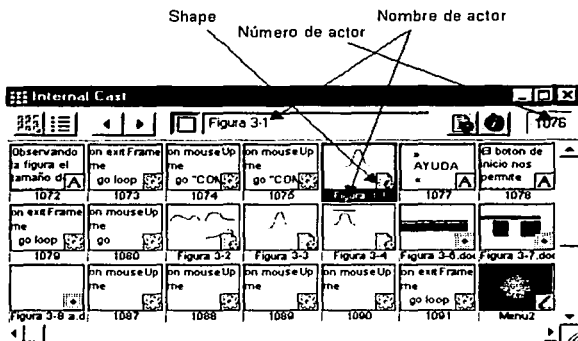 Shape
Nombre de actor
Número de actor
Internal Cast
Figura 3-1
1076
Observando
la figura el
tamaño de
A
1072
on exitFrame
me
go loop
1073
on mouseUp
me
go "CON
1074
on mouseUp
me
go "CON
1075
Figura 3-1
»
AYUDA
«
A
1077
El boton de
inicio nos
permite
A
1078
on exitFrame
me
go loop
1079
on mouseUp
me
go
1080
Figura 3-2
Figura 3-3
Figura 3-4
Figura 3-6.doc
Figura 3-7.doc
Figura 3-8 a.d
on mouseUp
me
1087
on mouseUp
me
1088
on mouseUp
me
1089
on mouseUp
me
1090
on exitFrame
me
go loop
1091
Menu2